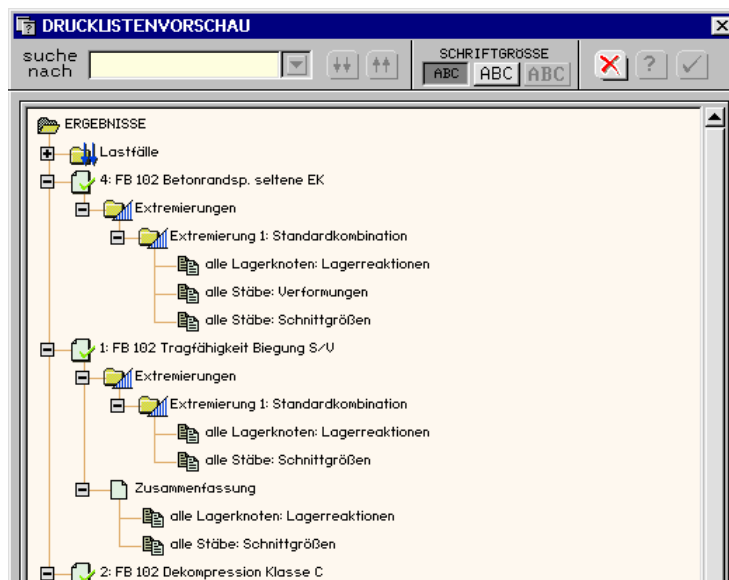 DRUCKLISTENVORSCHAU
suche nach
SCHRIFTGRÖSSE
ABC ABC ABC
ERGEBNISSE
Lastfälle
4: FB 102 Betonrandsp. seltene EK
Extremierungen
Extremierung 1: Standardkombination
alle Lagerknoten: Lagerreaktionen
alle Stäbe: Verformungen
alle Stäbe: Schnittgrößen
1: FB 102 Tragfähigkeit Biegung S/V
Extremierungen
Extremierung 1: Standardkombination
alle Lagerknoten: Lagerreaktionen
alle Stäbe: Schnittgrößen
Zusammenfassung
alle Lagerknoten: Lagerreaktionen
alle Stäbe: Schnittgrößen
2: FB 102 Dekompression Klasse C